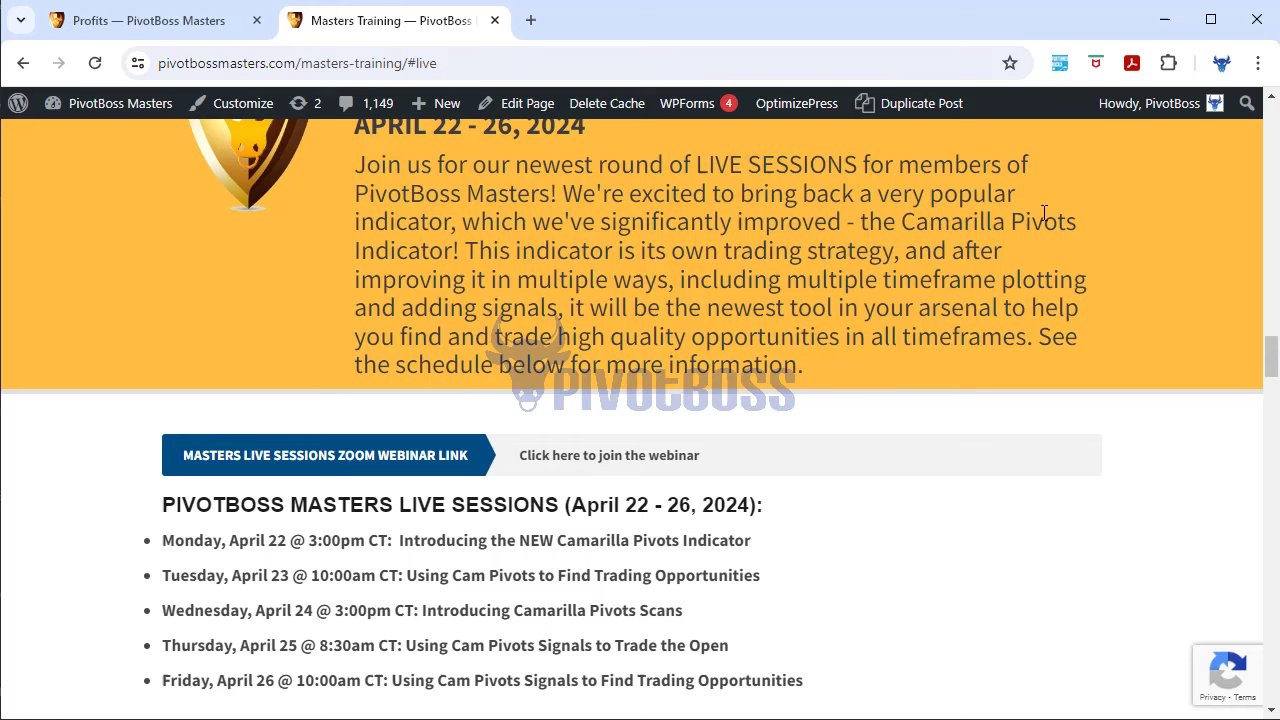 Profits — PivotBoss Masters
Masters Training — PivotBoss
pivotbossmasters.com/masters-training/#live
PivotBoss Masters
Customize
2
1,149
New
Edit Page
Delete Cache
WPForms 4
OptimizePress
Duplicate Post
Howdy, PivotBoss
APRIL 22 - 26, 2024
Join us for our newest round of LIVE SESSIONS for members of
PivotBoss Masters! We're excited to bring back a very popular
indicator, which we've significantly improved - the Camarilla Pivots
Indicator! This indicator is its own trading strategy, and after
improving it in multiple ways, including multiple timeframe plotting
and adding signals, it will be the newest tool in your arsenal to help
you find and trade high quality opportunities in all timeframes. See
the schedule below for more information.
PIVOTBOSS
MASTERS LIVE SESSIONS ZOOM WEBINAR LINK
Click here to join the webinar
PIVOTBOSS MASTERS LIVE SESSIONS (April 22 - 26, 2024):
Monday, April 22 @ 3:00pm CT: Introducing the NEW Camarilla Pivots Indicator
Tuesday, April 23 @ 10:00am CT: Using Cam Pivots to Find Trading Opportunities
Wednesday, April 24 @ 3:00pm CT: Introducing Camarilla Pivots Scans
Thursday, April 25 @ 8:30am CT: Using Cam Pivots Signals to Trade the Open
Friday, April 26 @ 10:00am CT: Using Cam Pivots Signals to Find Trading Opportunities
Privacy - Terms